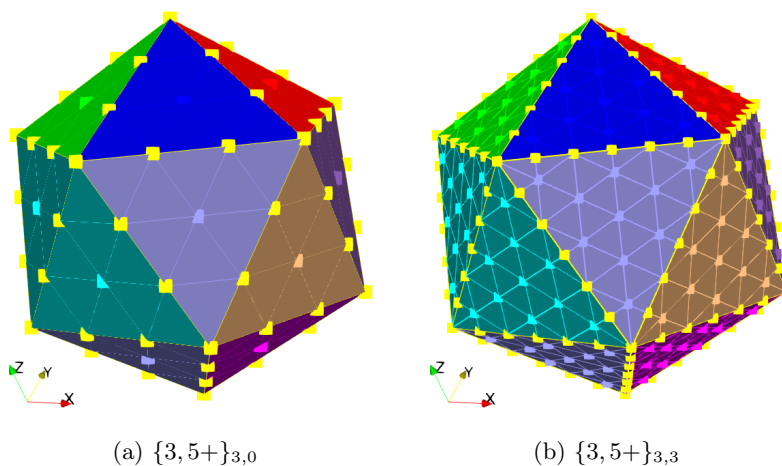 Z Y X
Z Y X
(a) {3, 5+}₃,₀
(b) {3, 5+}₃,₃